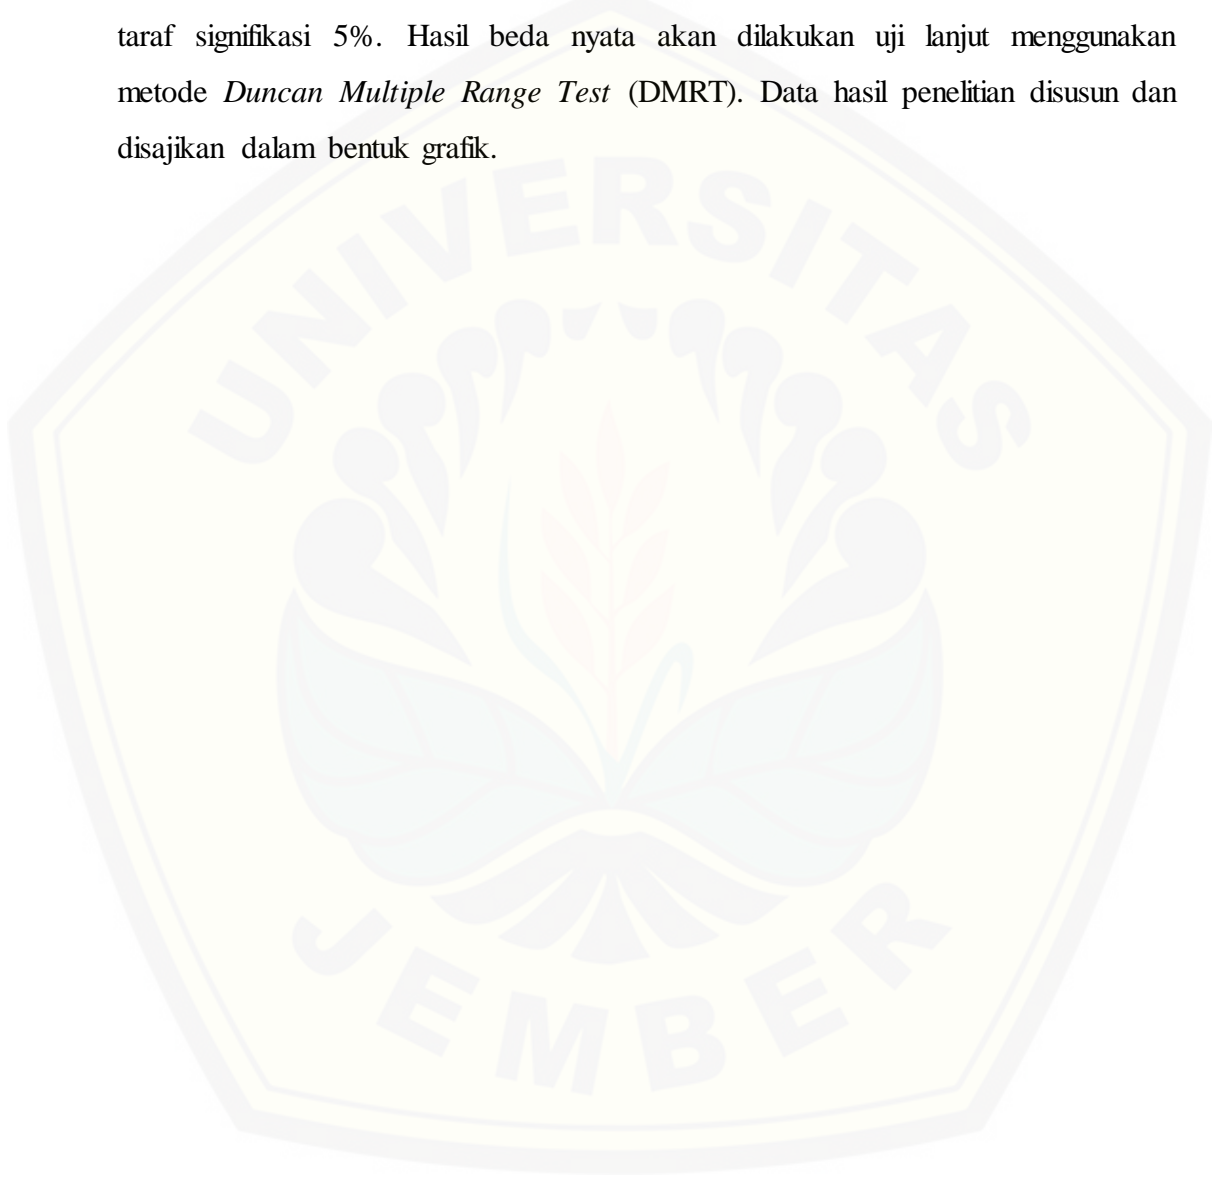 taraf signifikasi 5%. Hasil beda nyata akan dilakukan uji lanjut menggunakan
metode Duncan Multiple Range Test (DMRT). Data hasil penelitian disusun dan
disajikan dalam bentuk grafik.
UNIVERSITAS
JEMBER